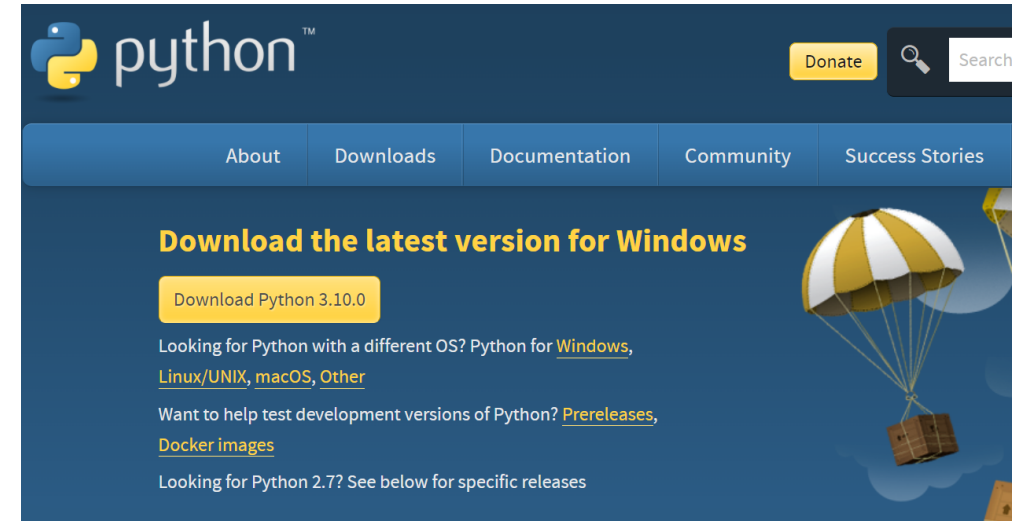 python™
Donate
Search
About Downloads Documentation Community Success Stories
Download the latest version for Windows
Download Python 3.10.0
Looking for Python with a different OS? Python for Windows,
Linux/UNIX, macOS, Other
Want to help test development versions of Python? Prereleases,
Docker images
Looking for Python 2.7? See below for specific releases